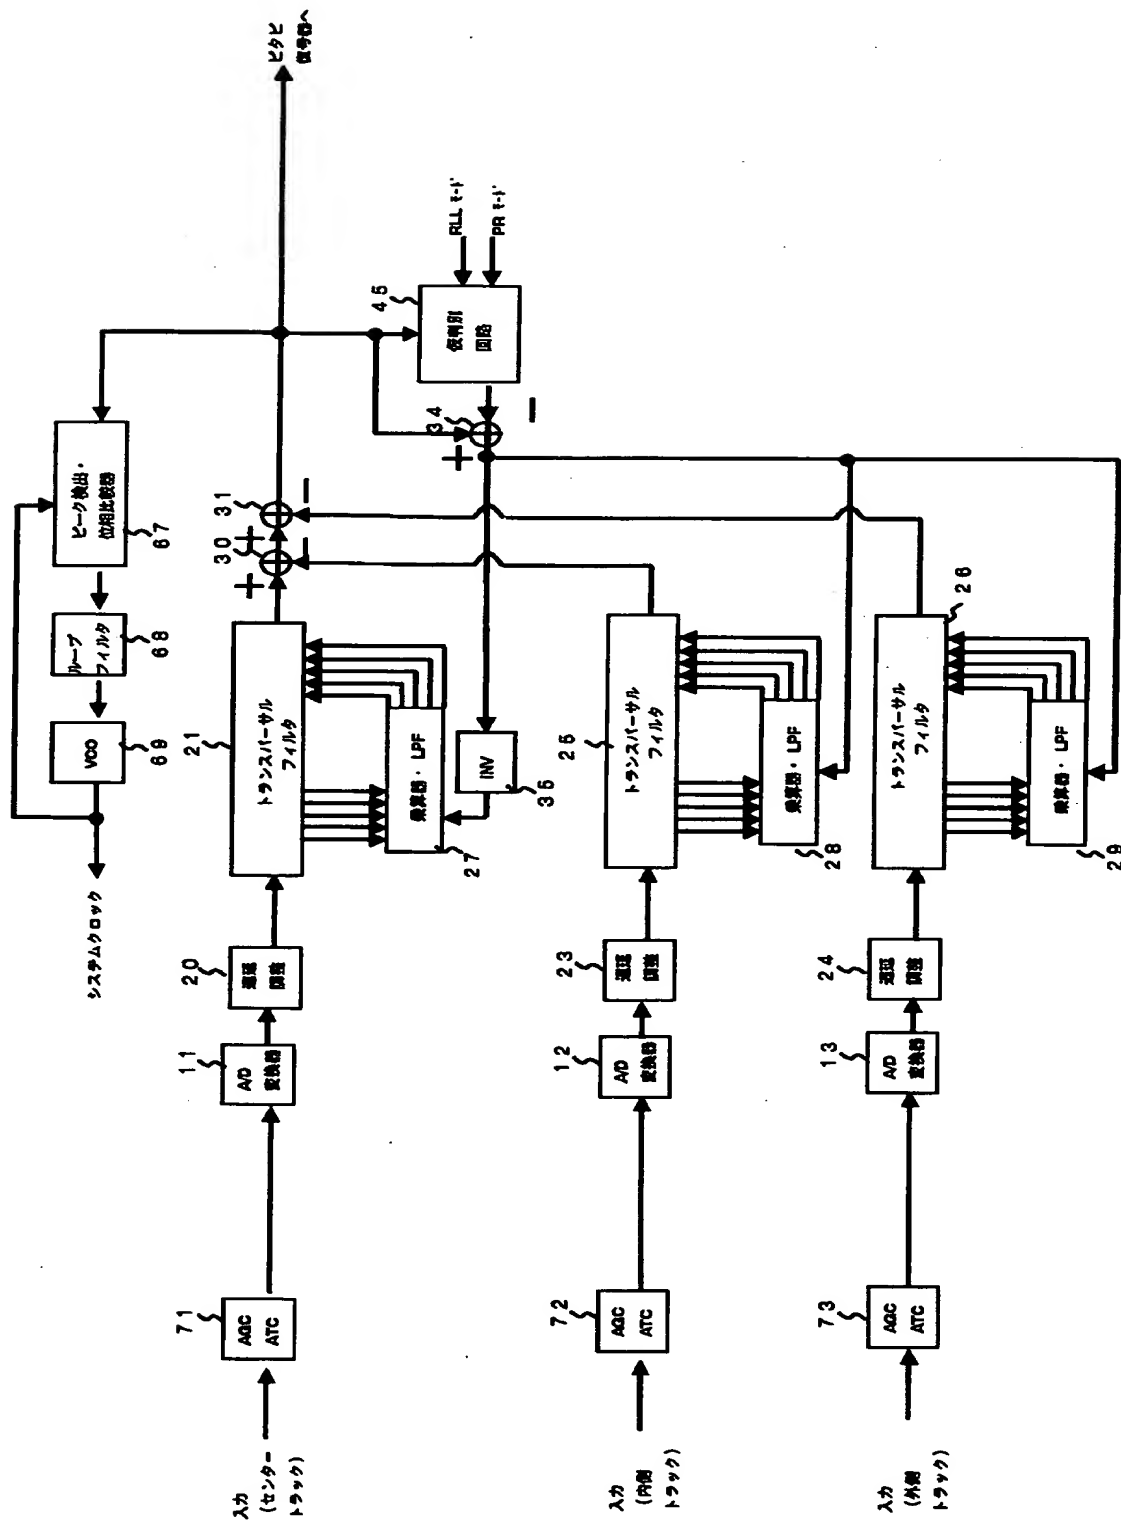 システムクロック
VCO
69
ループ
フィルタ
68
ピーク検出・
位相比較器
67
入力
(センター
トラック)
71
AGC
ATC
11
A/D
変換器
20
遅延
調整
21
トランスバーサル
フィルタ
乗算器・LPF
27
INV
35
30
+
−
31
+
−
34
+
−
45
仮判別
回路
RLL モード
PR モード
ビタビ
復号器へ
入力
(内側
トラック)
72
AGC
ATC
12
A/D
変換器
23
遅延
調整
25
トランスバーサル
フィルタ
乗算器・LPF
28
入力
(外側
トラック)
73
AGC
ATC
13
A/D
変換器
24
遅延
調整
トランスバーサル
フィルタ
26
乗算器・LPF
29